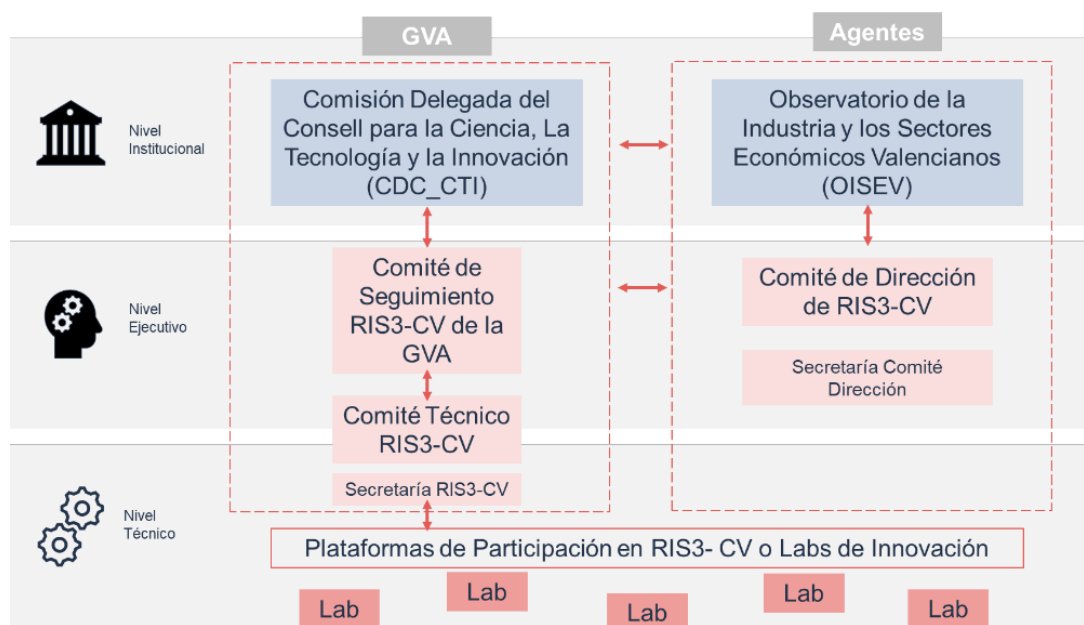 GVA
Agentes
Nivel
Institucional
Comisión Delegada del
Consell para la Ciencia, La
Tecnología y la Innovación
(CDC_CTI)
Observatorio de la
Industria y los Sectores
Económicos Valencianos
(OISEV)
Nivel
Ejecutivo
Comité de
Seguimiento
RIS3-CV de la
GVA
Comité de Dirección
de RIS3-CV
Secretaría Comité
Dirección
Comité Técnico
RIS3-CV
Nivel
Técnico
Secretaría RIS3-CV
Plataformas de Participación en RIS3- CV o Labs de Innovación
Lab
Lab
Lab
Lab
Lab